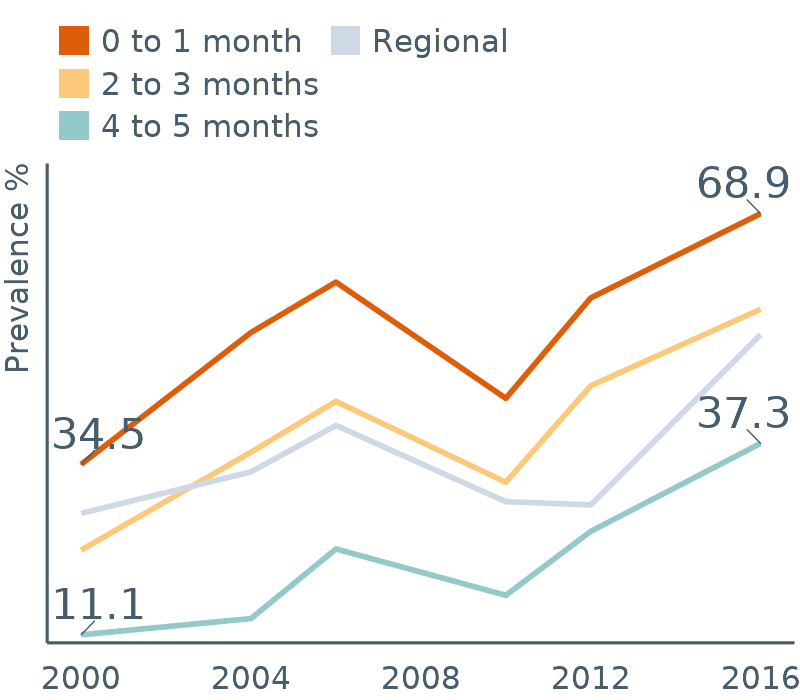 0 to 1 month
Regional
2 to 3 months
4 to 5 months
Prevalence %
68.9
34.5
37.3
11.1
2000 2004 2008 2012 2016